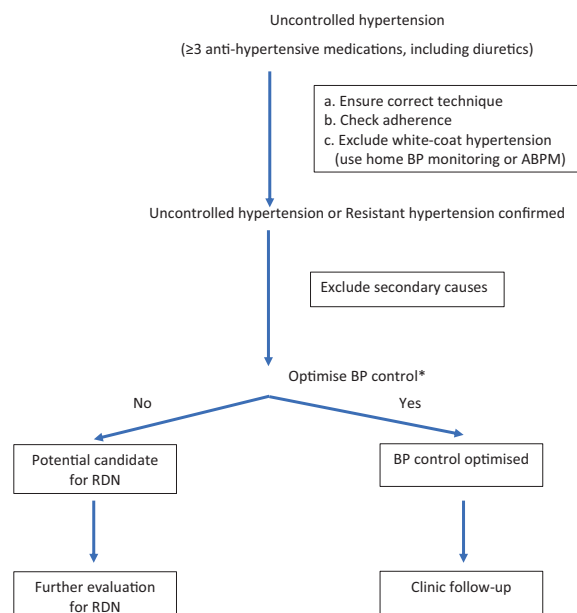 Uncontrolled hypertension
(≥3 anti-hypertensive medications, including diuretics)
a. Ensure correct technique
b. Check adherence
c. Exclude white-coat hypertension
(use home BP monitoring or ABPM)
Uncontrolled hypertension or Resistant hypertension confirmed
Exclude secondary causes
Optimise BP control*
No
Yes
Potential candidate
for RDN
BP control optimised
Further evaluation
for RDN
Clinic follow-up